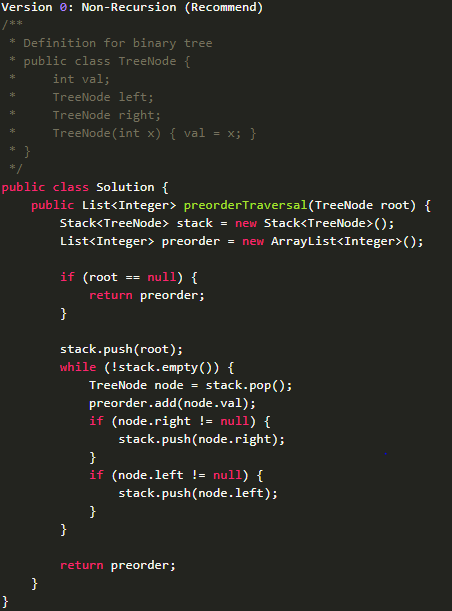 Version 0: Non-Recursion (Recommend)
/**
 * Definition for binary tree
 * public class TreeNode {
 *     int val;
 *     TreeNode left;
 *     TreeNode right;
 *     TreeNode(int x) { val = x; }
 * }
 */
public class Solution {
    public List<Integer> preorderTraversal(TreeNode root) {
        Stack<TreeNode> stack = new Stack<TreeNode>();
        List<Integer> preorder = new ArrayList<Integer>();

        if (root == null) {
            return preorder;
        }

        stack.push(root);
        while (!stack.empty()) {
            TreeNode node = stack.pop();
            preorder.add(node.val);
            if (node.right != null) {
                stack.push(node.right);
            }
            if (node.left != null) {
                stack.push(node.left);
            }
        }

        return preorder;
    }
}